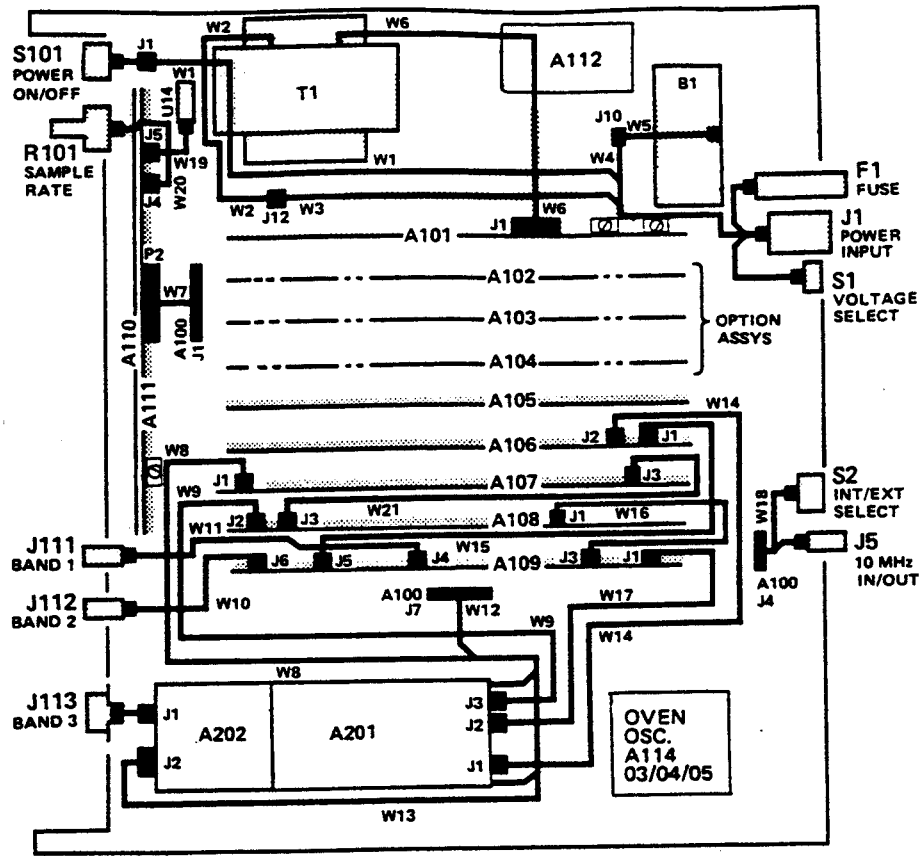 S101
POWER
ON/OFF
J1
W2
W6
T1
A112
B1
W1
U14
R101
SAMPLE
RATE
J5
W19
J4
W20
J10
W5
W4
W1
W2
J12
W3
W6
J1
F1
FUSE
J1
POWER
INPUT
S1
VOLTAGE
SELECT
A101
P2
W7
A100
J1
A102
A103
A104
OPTION
ASSYS
A110
A111
A105
A106
J2
J1
W14
W8
J1
A107
J3
W9
J2
J3
W21
A108
J1
W16
W11
S2
INT/EXT
SELECT
W18
J5
10 MHz
IN/OUT
A100
J4
J111
BAND 1
W15
J6
J5
J4
A109
J3
J1
J112
BAND 2
W10
A100
J7
W12
W9
W17
W14
W8
J113
BAND 3
J1
A202
J2
A201
J3
J2
J1
OVEN
OSC.
A114
03/04/05
W13